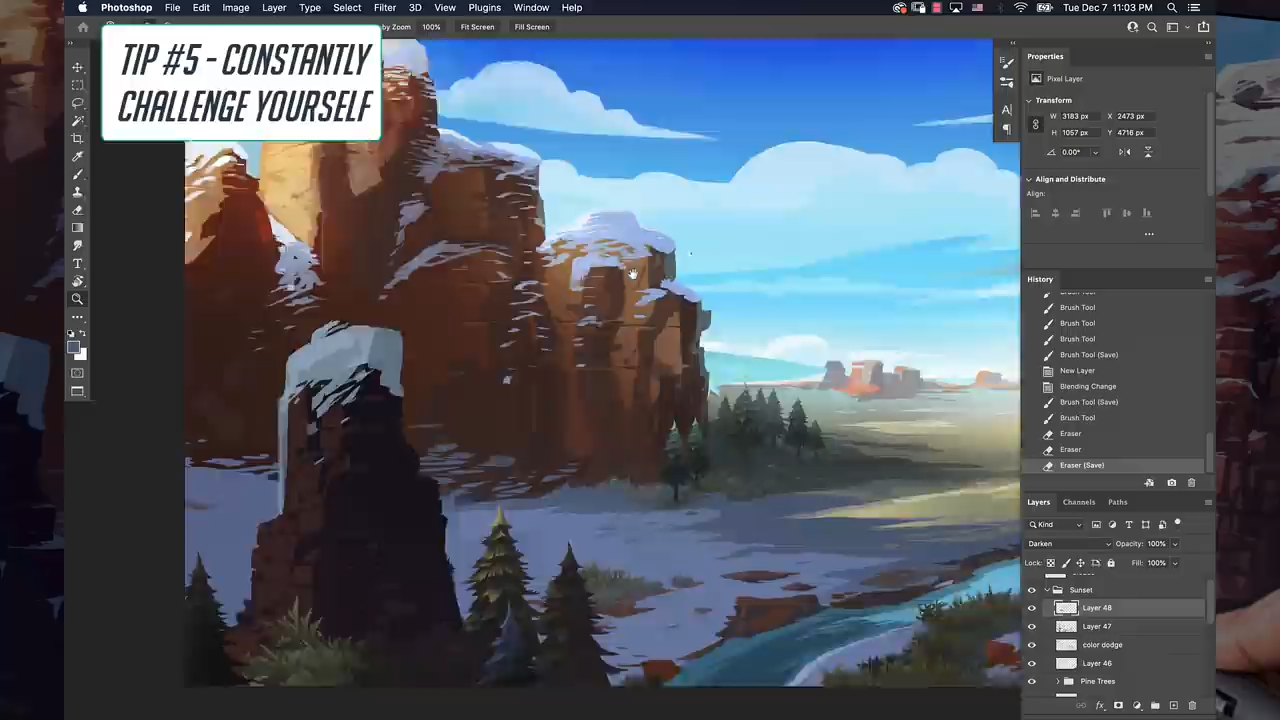 Photoshop File Edit Image Layer Type Select Filter 3D View Plugins Window Help Tue Dec 7 11:03 PM
by Zoom 100% Fit Screen Fill Screen
TIP #5 - CONSTANTLY
CHALLENGE YOURSELF
Properties
Pixel Layer
Transform
W 3183 px X 2473 px
H 1057 px Y 4716 px
0.00°
Align and Distribute
Align:
History
Brush Tool
Brush Tool
Brush Tool
Brush Tool (Save)
New Layer
Blending Change
Brush Tool (Save)
Brush Tool
Eraser
Eraser
Eraser (Save)
Layers Channels Paths
Kind
Darken Opacity: 100%
Lock: Fill: 100%
Sunset
Layer 48
Layer 47
color dodge
Layer 46
Pine Trees